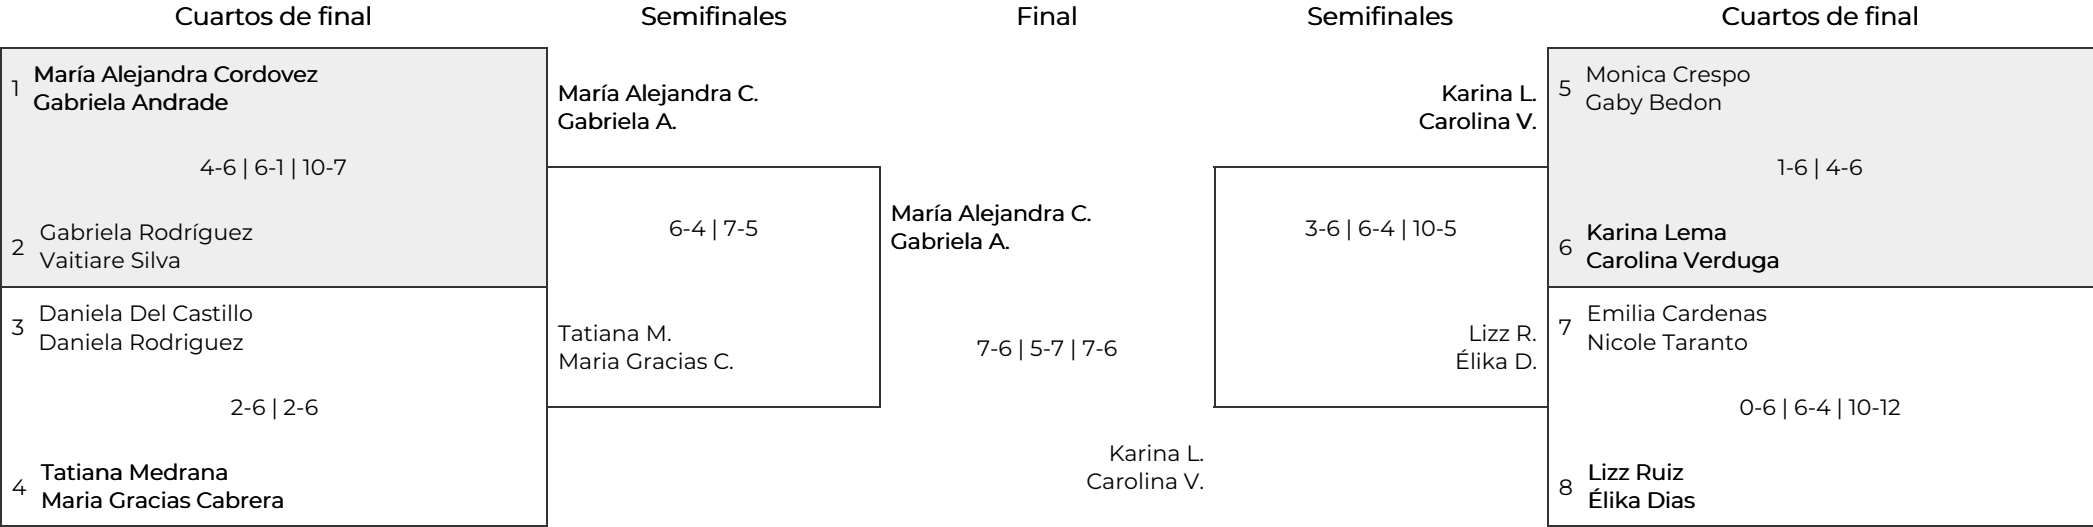 Cuartos de final
Semifinales
Final
Semifinales
Cuartos de final
1
María Alejandra Cordovez
Gabriela Andrade
4-6 | 6-1 | 10-7
2
Gabriela Rodríguez
Vaitiare Silva
3
Daniela Del Castillo
Daniela Rodriguez
2-6 | 2-6
4
Tatiana Medrana
Maria Gracias Cabrera
María Alejandra C.
Gabriela A.
6-4 | 7-5
Tatiana M.
Maria Gracias C.
María Alejandra C.
Gabriela A.
7-6 | 5-7 | 7-6
Karina L.
Carolina V.
Karina L.
Carolina V.
3-6 | 6-4 | 10-5
Lizz R.
Élika D.
5
Monica Crespo
Gaby Bedon
1-6 | 4-6
6
Karina Lema
Carolina Verduga
7
Emilia Cardenas
Nicole Taranto
0-6 | 6-4 | 10-12
8
Lizz Ruiz
Élika Dias